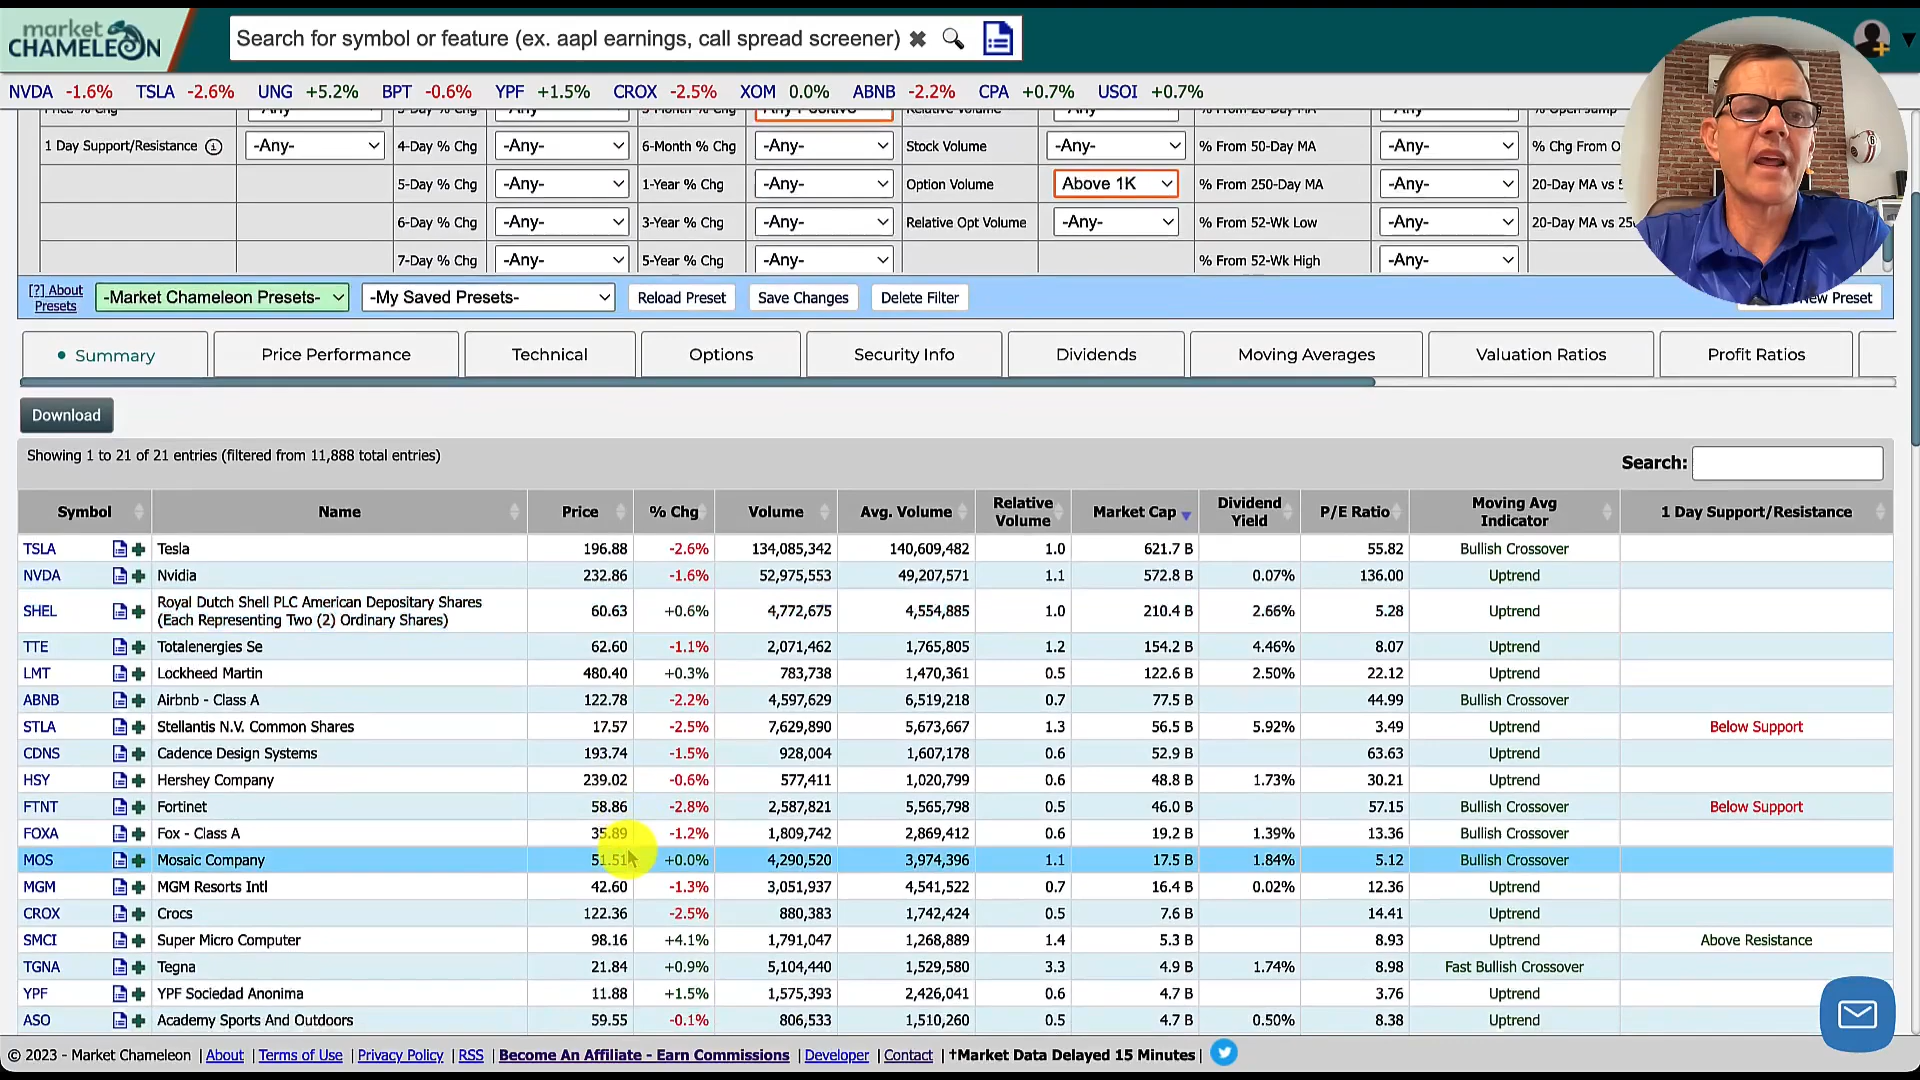 market
CHAMELEON
Search for symbol or feature (ex. aapl earnings, call spread screener)
NVDA -1.6% TSLA -2.6% UNG +5.2% BPT -0.6% YPF +1.5% CROX -2.5% XOM 0.0% ABNB -2.2% CPA +0.7% USOI +0.7%
1 Day Support/Resistance -Any- 4-Day % Chg -Any- 6-Month % Chg -Any- Stock Volume -Any- % From 50-Day MA -Any- % Chg From O
5-Day % Chg -Any- 1-Year % Chg -Any- Option Volume Above 1K % From 250-Day MA -Any- 20-Day MA vs 5
6-Day % Chg -Any- 3-Year % Chg -Any- Relative Opt Volume -Any- % From 52-Wk Low -Any- 20-Day MA vs 25
7-Day % Chg -Any- 5-Year % Chg -Any- % From 52-Wk High -Any-
[?] About Presets -Market Chameleon Presets- -My Saved Presets- Reload Preset Save Changes Delete Filter New Preset
Summary Price Performance Technical Options Security Info Dividends Moving Averages Valuation Ratios Profit Ratios
Download
Showing 1 to 21 of 21 entries (filtered from 11,888 total entries) Search:
Symbol Name Price % Chg Volume Avg. Volume Relative Volume Market Cap Dividend Yield P/E Ratio Moving Avg Indicator 1 Day Support/Resistance
TSLA Tesla 196.88 -2.6% 134,085,342 140,609,482 1.0 621.7 B 55.82 Bullish Crossover
NVDA Nvidia 232.86 -1.6% 52,975,553 49,207,571 1.1 572.8 B 0.07% 136.00 Uptrend
SHEL Royal Dutch Shell PLC American Depositary Shares (Each Representing Two (2) Ordinary Shares) 60.63 +0.6% 4,772,675 4,554,885 1.0 210.4 B 2.66% 5.28 Uptrend
TTE Totalenergies Se 62.60 -1.1% 2,071,462 1,765,805 1.2 154.2 B 4.46% 8.07 Uptrend
LMT Lockheed Martin 480.40 +0.3% 783,738 1,470,361 0.5 122.6 B 2.50% 22.12 Uptrend
ABNB Airbnb - Class A 122.78 -2.2% 4,597,629 6,519,218 0.7 77.5 B 44.99 Bullish Crossover
STLA Stellantis N.V. Common Shares 17.57 -2.5% 7,629,890 5,673,667 1.3 56.5 B 5.92% 3.49 Uptrend Below Support
CDNS Cadence Design Systems 193.74 -1.5% 928,004 1,607,178 0.6 52.9 B 63.63 Uptrend
HSY Hershey Company 239.02 -0.6% 577,411 1,020,799 0.6 48.8 B 1.73% 30.21 Uptrend
FTNT Fortinet 58.86 -2.8% 2,587,821 5,565,798 0.5 46.0 B 57.15 Bullish Crossover Below Support
FOXA Fox - Class A 35.89 -1.2% 1,809,742 2,869,412 0.6 19.2 B 1.39% 13.36 Bullish Crossover
MOS Mosaic Company 51.51 +0.0% 4,290,520 3,974,396 1.1 17.5 B 1.84% 5.12 Bullish Crossover
MGM MGM Resorts Intl 42.60 -1.3% 3,051,937 4,541,522 0.7 16.4 B 0.02% 12.36 Uptrend
CROX Crocs 122.36 -2.5% 880,383 1,742,424 0.5 7.6 B 14.41 Uptrend
SMCI Super Micro Computer 98.16 +4.1% 1,791,047 1,268,889 1.4 5.3 B 8.93 Uptrend Above Resistance
TGNA Tegna 21.84 +0.9% 5,104,440 1,529,580 3.3 4.9 B 1.74% 8.98 Fast Bullish Crossover
YPF YPF Sociedad Anonima 11.88 +1.5% 1,575,393 2,426,041 0.6 4.7 B 3.76 Uptrend
ASO Academy Sports And Outdoors 59.55 -0.1% 806,533 1,510,260 0.5 4.7 B 0.50% 8.38 Uptrend
© 2023 - Market Chameleon | About | Terms of Use | Privacy Policy | RSS | Become An Affiliate - Earn Commissions | Developer | Contact | †Market Data Delayed 15 Minutes |